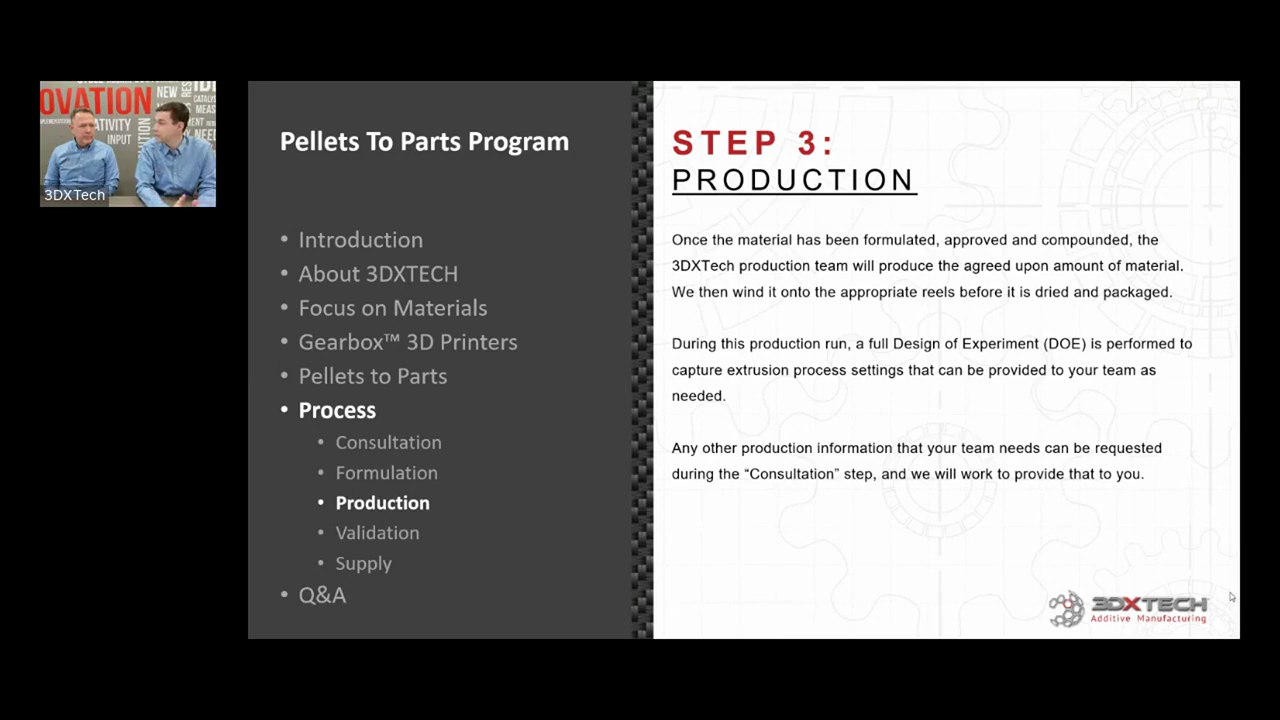 OVATION
NEW
CATALYS
MEAS
ATIVITY
INPUT
NEED
3DXTech
Pellets To Parts Program
• Introduction
• About 3DXTECH
• Focus on Materials
• Gearbox™ 3D Printers
• Pellets to Parts
• Process
• Consultation
• Formulation
• Production
• Validation
• Supply
• Q&A
STEP 3:
PRODUCTION
Once the material has been formulated, approved and compounded, the
3DXTech production team will produce the agreed upon amount of material.
We then wind it onto the appropriate reels before it is dried and packaged.
During this production run, a full Design of Experiment (DOE) is performed to
capture extrusion process settings that can be provided to your team as
needed.
Any other production information that your team needs can be requested
during the “Consultation” step, and we will work to provide that to you.
3DXTECH
Additive Manufacturing